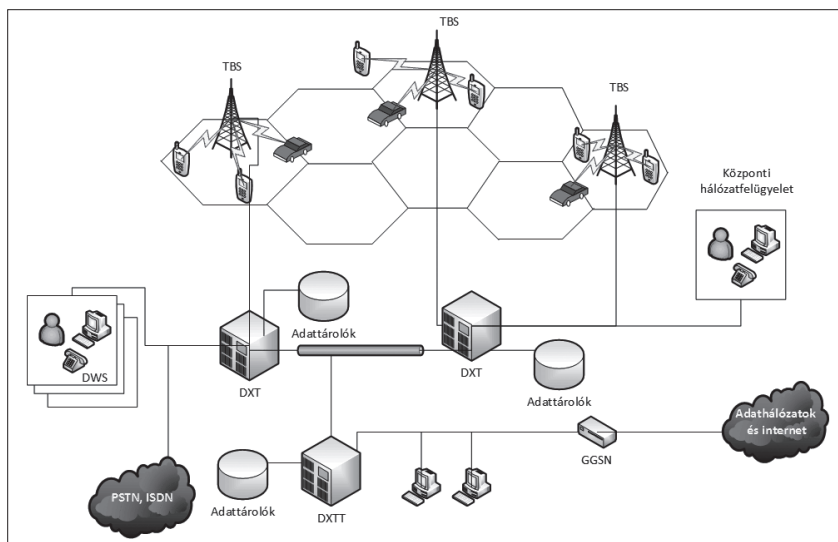 TBS
TBS
TBS
Központi
hálózatfelügyelet
Adattárolók
DWS
DXT
DXT
Adattárolók
Adathálózatok
és internet
GGSN
PSTN, ISDN
Adattárolók
DXTT